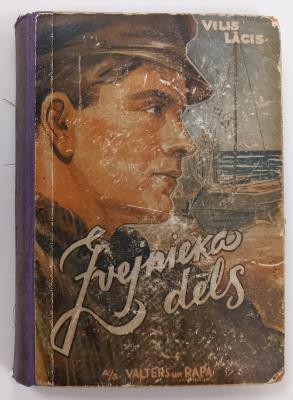 VILIS
LĀCIS
Zvejnieka
dēls
A/S. VALTERS un RAPA